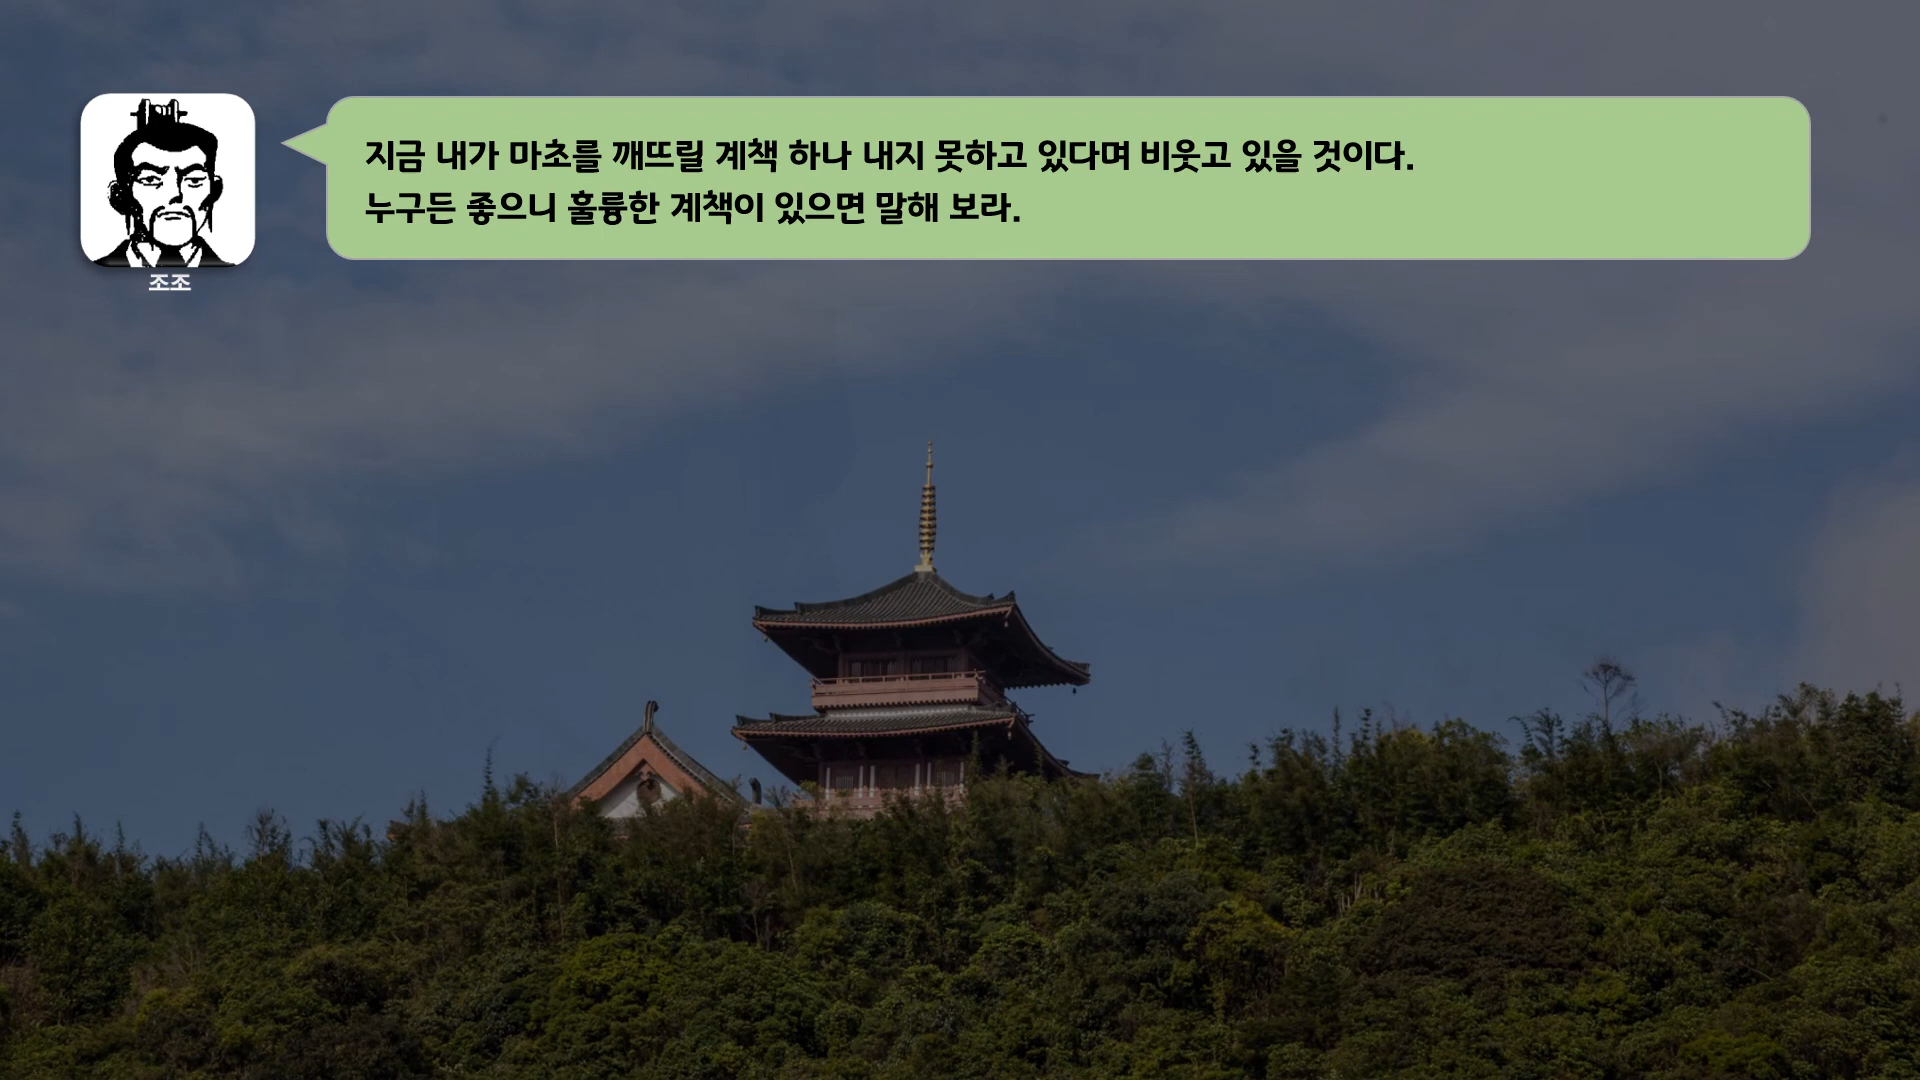 지금 내가 마초를 깨뜨릴 계책 하나 내지 못하고 있다며 비웃고 있을 것이다.
누구든 좋으니 훌륭한 계책이 있으면 말해 보라.
조조